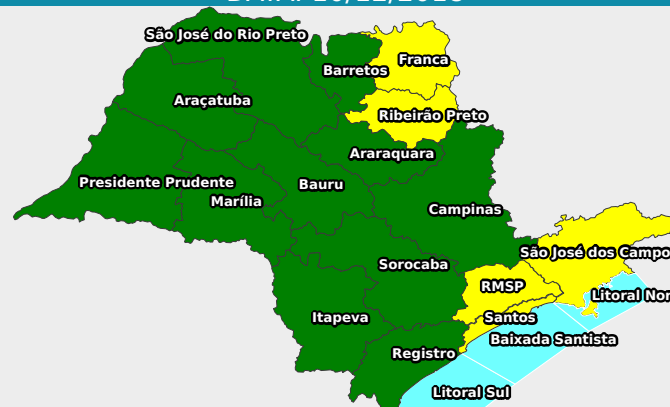 São José do Rio Preto
Franca
Barretos
Araçatuba
Ribeirão Preto
Araraquara
Presidente Prudente
Bauru
Marília
Campinas
São José dos Campo
Sorocaba
RMSP
Litoral Nor
Itapeva
Santos
Baixada Santista
Registro
Litoral Sul